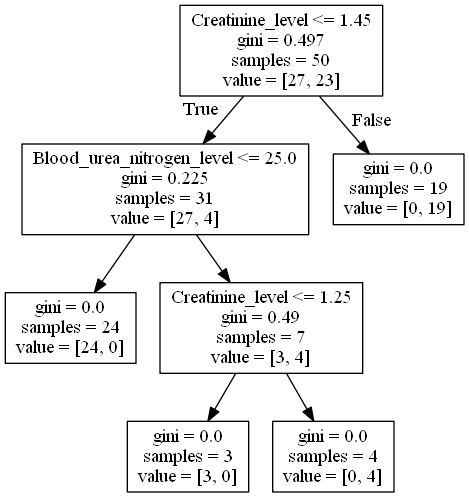 Creatinine_level <= 1.45
gini = 0.497
samples = 50
value = [27, 23]
True
False
Blood_urea_nitrogen_level <= 25.0
gini = 0.225
samples = 31
value = [27, 4]
gini = 0.0
samples = 19
value = [0, 19]
gini = 0.0
samples = 24
value = [24, 0]
Creatinine_level <= 1.25
gini = 0.49
samples = 7
value = [3, 4]
gini = 0.0
samples = 3
value = [3, 0]
gini = 0.0
samples = 4
value = [0, 4]